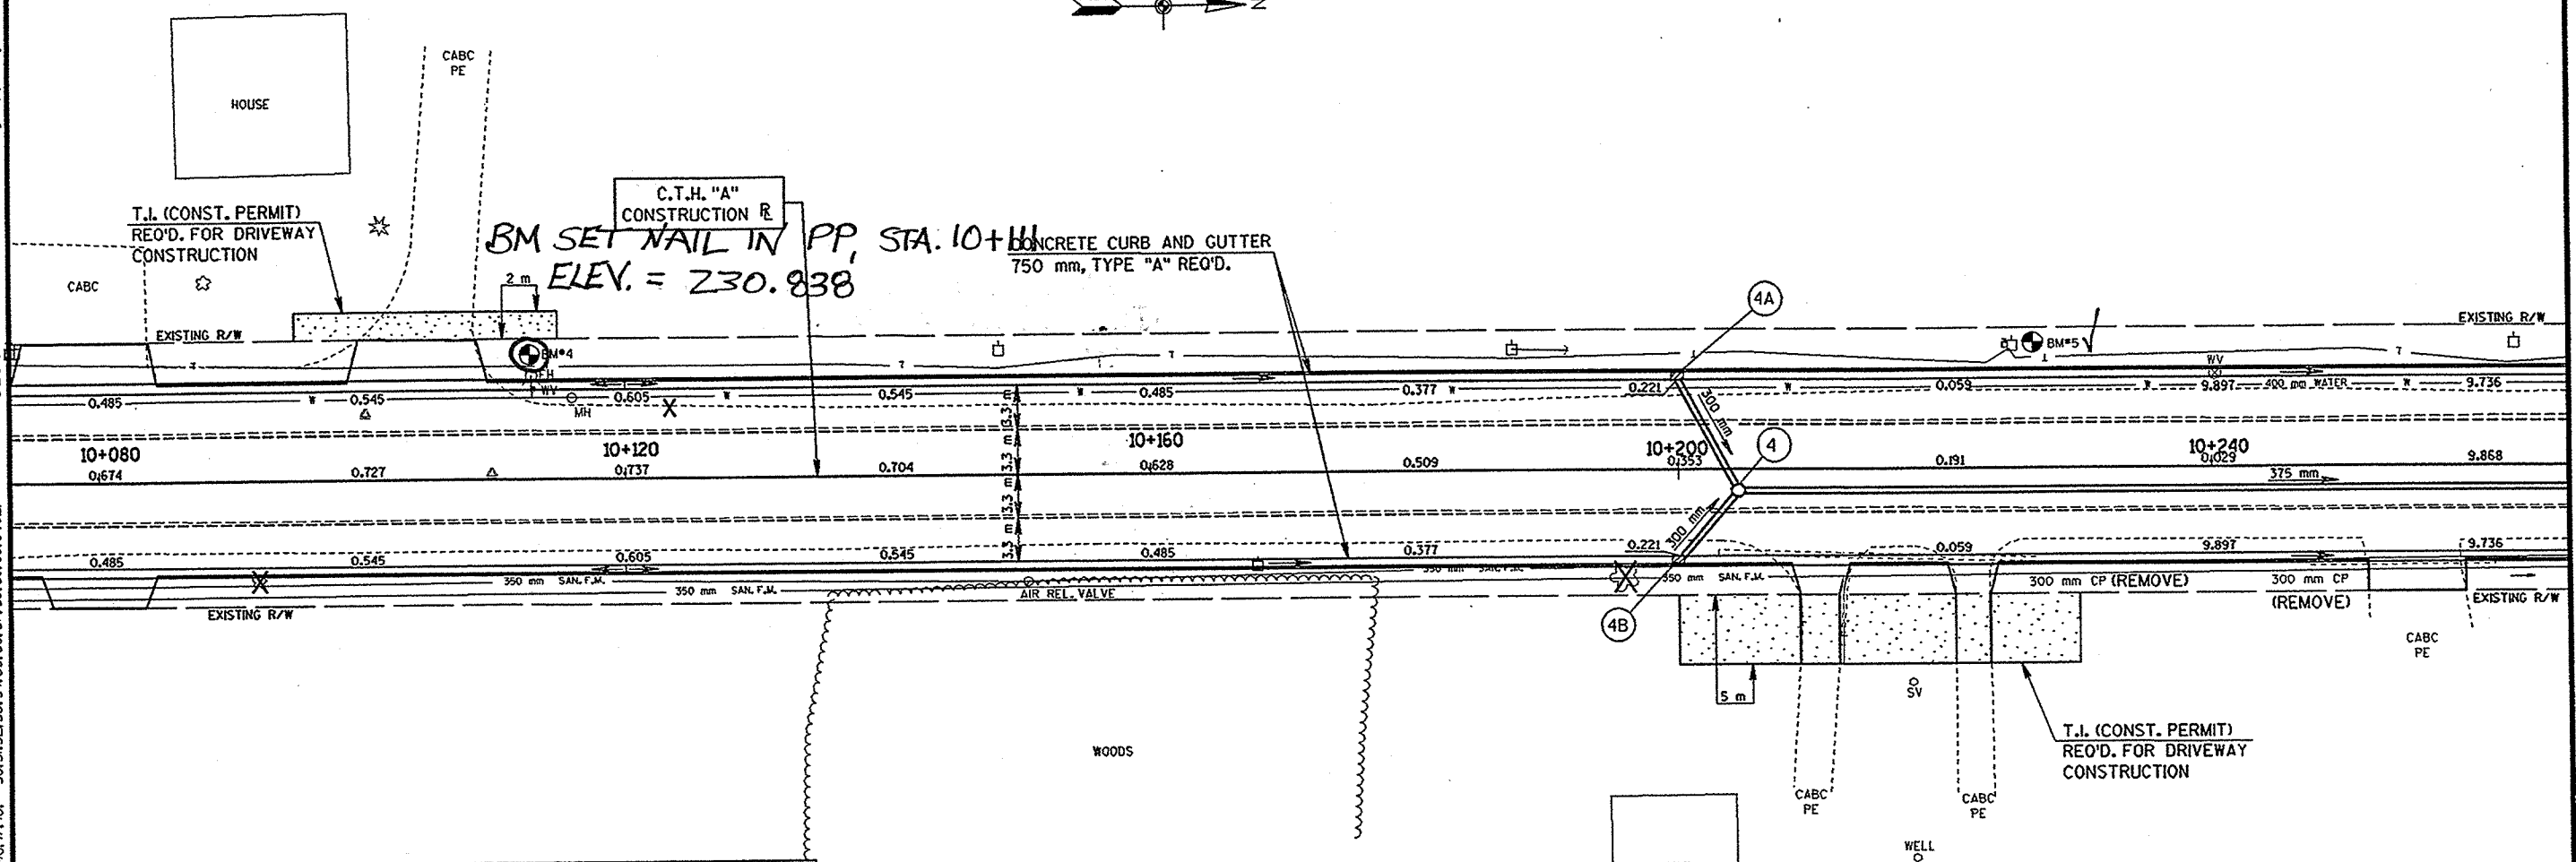 N
CABC
PE
HOUSE
C.T.H. "A"
CONSTRUCTION R
T.I. (CONST. PERMIT)
REQ'D. FOR DRIVEWAY
CONSTRUCTION
BM SET NAIL IN PP, STA. 10+111
ELEV. = 230.838
CONCRETE CURB AND GUTTER
750 mm, TYPE "A" REQ'D.
2 m
CABC
4A
EXISTING R/W
EXISTING R/W
BM#4
BM#5
FH
WV
WV
MH
0.485 W 0.545 0.605 W 0.545 W 0.485 0.377 W 0.221 W 0.059 W 9.897 400 mm WATER W 9.736
300 mm
3.3 m 3.3 m 3.3 m 3.3 m
10+080 10+120 10+160 10+200 10+240
4
0.674 0.727 0.737 0.704 0.628 0.509 0.353 0.191 0.029 9.868
375 mm
300 mm
0.485 0.545 0.605 0.545 0.485 0.377 0.221 0.059 9.897 9.736
350 mm SAN. F.M.
350 mm SAN. F.M.
350 mm SAN. F.M.
350 mm SAN. F.M.
AIR REL. VALVE
300 mm CP (REMOVE)
300 mm CP
(REMOVE)
EXISTING R/W
EXISTING R/W
4B
CABC
PE
5 m
SV
WOODS
T.I. (CONST. PERMIT)
REQ'D. FOR DRIVEWAY
CONSTRUCTION
CABC
PE
CABC
PE
WELL